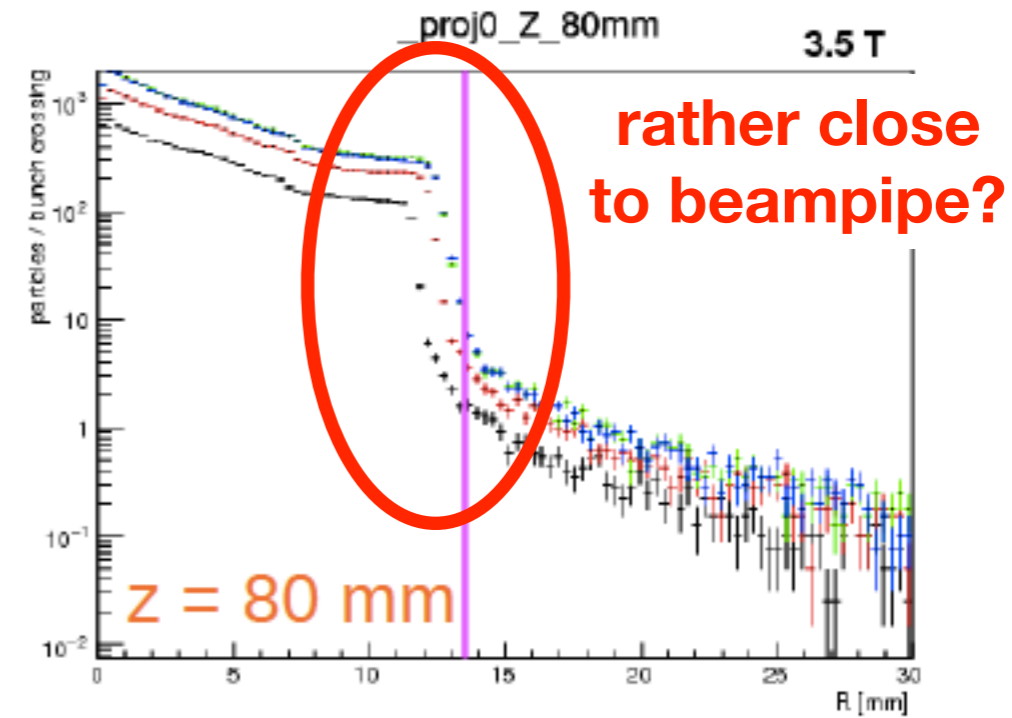 _proj0_Z_80mm
3.5 T
rather close
to beampipe?
particles / bunch crossing
10³
10²
10
1
10⁻¹
10⁻²
z = 80 mm
0 5 10 15 20 25 30
R [mm]